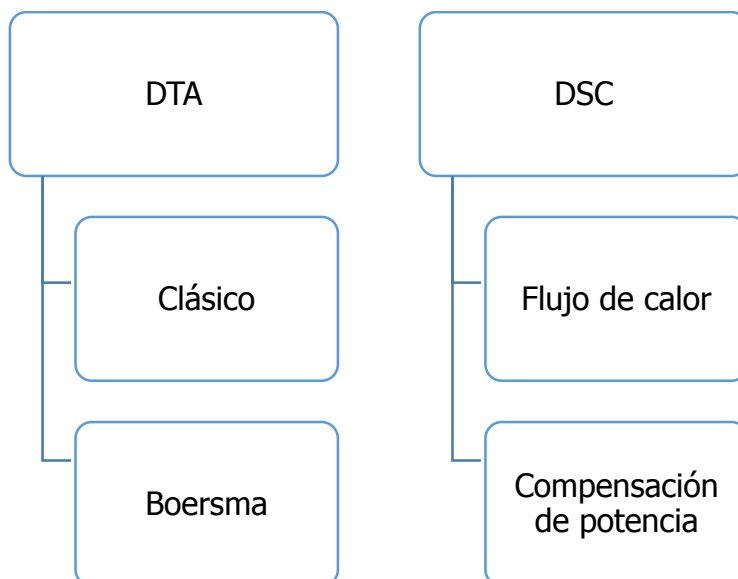 DTA
Clásico
Boersma
DSC
Flujo de calor
Compensación
de potencia